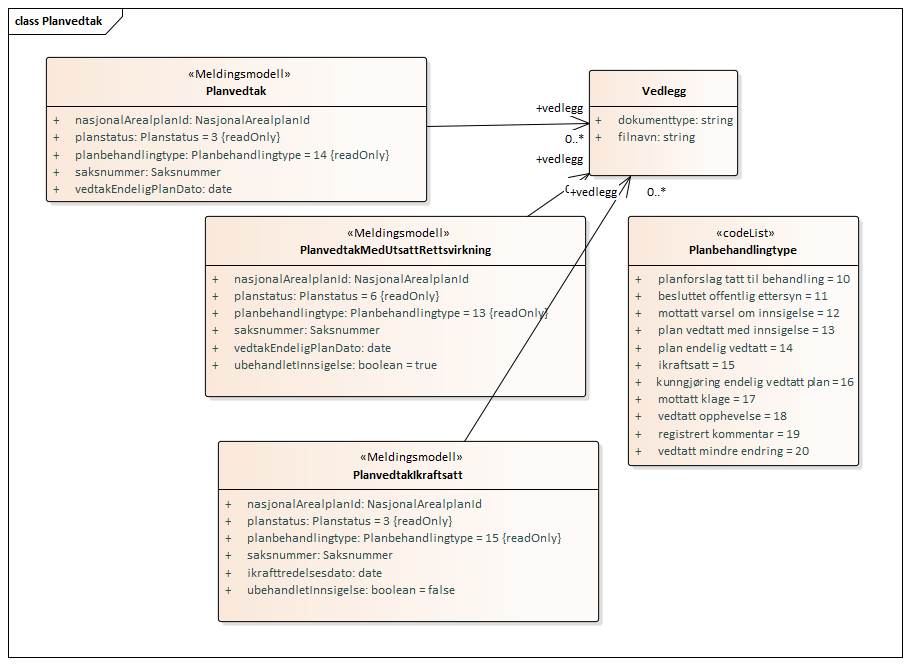 class Planvedtak
«Meldingsmodell»
Planvedtak
+ nasjonalArealplanId: NasjonalArealplanId
+ planstatus: Planstatus = 3 {readOnly}
+ planbehandlingtype: Planbehandlingtype = 14 {readOnly}
+ saksnummer: Saksnummer
+ vedtakEndeligPlanDato: date
Vedlegg
+ dokumenttype: string
+ filnavn: string
+vedlegg
0..*
+vedlegg
+vedlegg
0..*
«Meldingsmodell»
PlanvedtakMedUtsattRettsvirkning
+ nasjonalArealplanId: NasjonalArealplanId
+ planstatus: Planstatus = 6 {readOnly}
+ planbehandlingtype: Planbehandlingtype = 13 {readOnly}
+ saksnummer: Saksnummer
+ vedtakEndeligPlanDato: date
+ ubehandletInnsigelse: boolean = true
«codeList»
Planbehandlingtype
+ planforslag tatt til behandling = 10
+ besluttet offentlig ettersyn = 11
+ mottatt varsel om innsigelse = 12
+ plan vedtatt med innsigelse = 13
+ plan endelig vedtatt = 14
+ ikraftsatt = 15
+ kunngjøring endelig vedtatt plan = 16
+ mottatt klage = 17
+ vedtatt opphevelse = 18
+ registrert kommentar = 19
+ vedtatt mindre endring = 20
«Meldingsmodell»
PlanvedtakIkraftsatt
+ nasjonalArealplanId: NasjonalArealplanId
+ planstatus: Planstatus = 3 {readOnly}
+ planbehandlingtype: Planbehandlingtype = 15 {readOnly}
+ saksnummer: Saksnummer
+ ikrafttredelsesdato: date
+ ubehandletInnsigelse: boolean = false